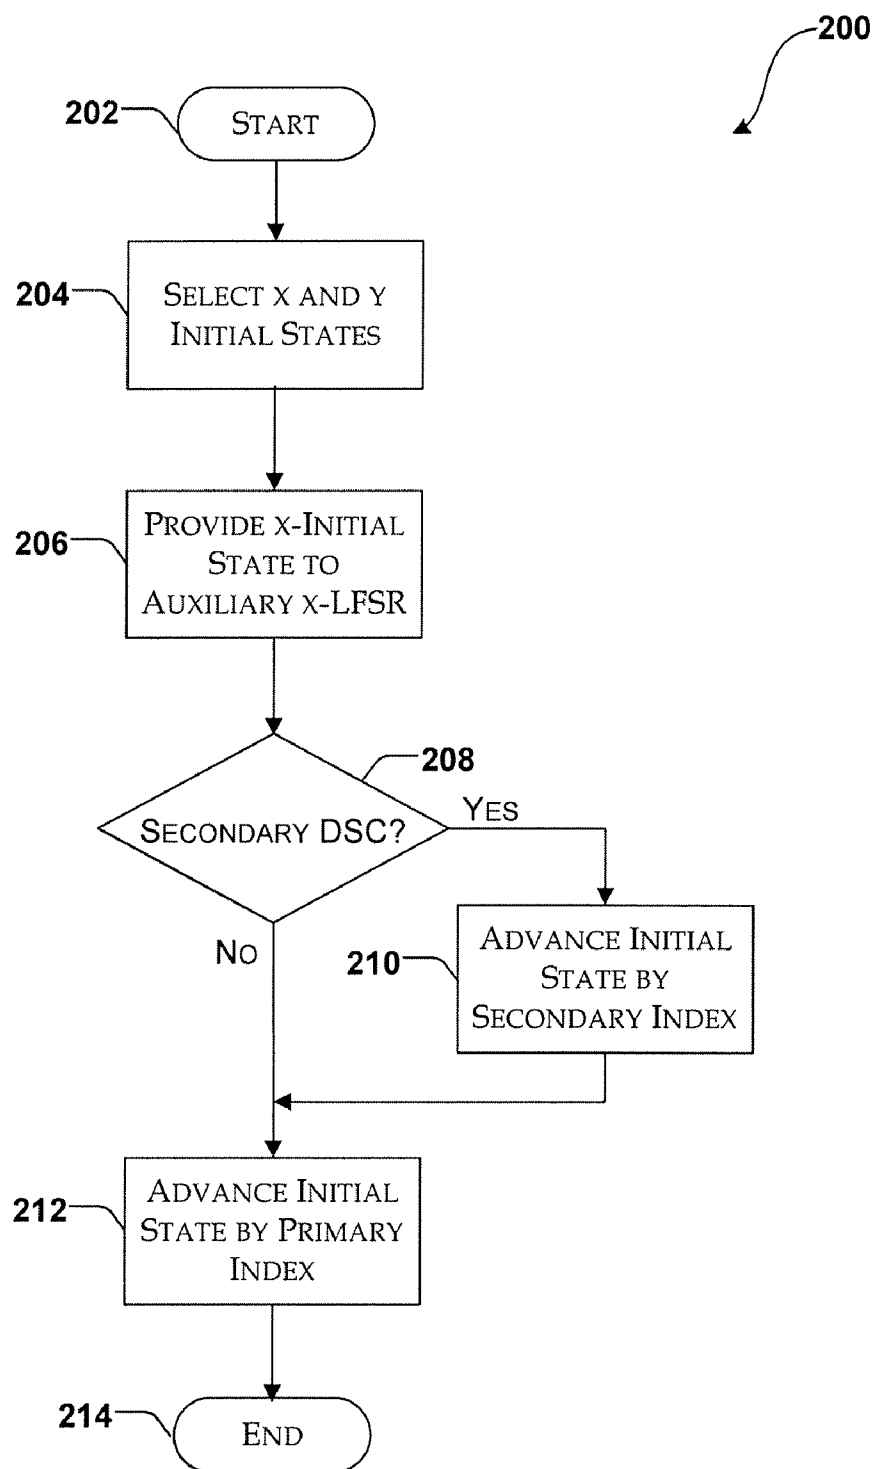 200
202
START
204
SELECT X AND Y
INITIAL STATES
206
PROVIDE X-INITIAL
STATE TO
AUXILIARY X-LFSR
208
SECONDARY DSC?
YES
NO
210
ADVANCE INITIAL
STATE BY
SECONDARY INDEX
212
ADVANCE INITIAL
STATE BY PRIMARY
INDEX
214
END